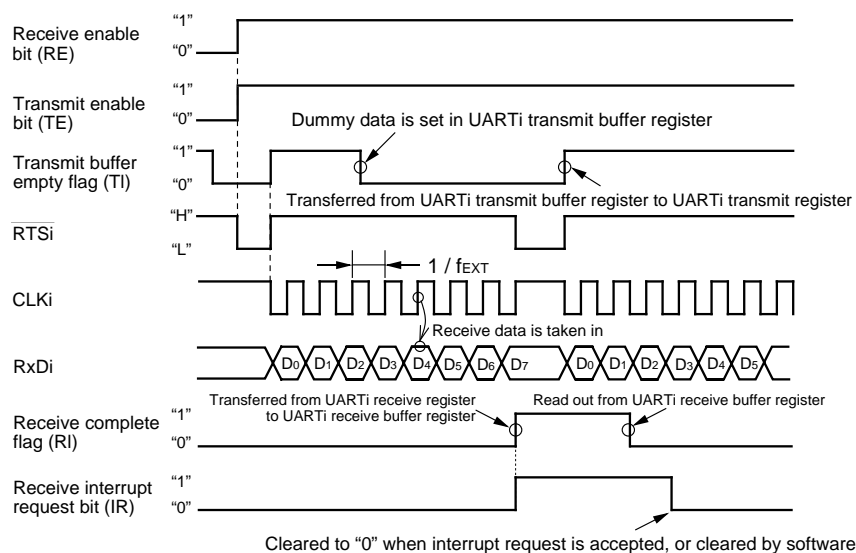 Receive enable
bit (RE)
“1”
“0”
Transmit enable
bit (TE)
“1”
“0”
Dummy data is set in UARTi transmit buffer register
Transmit buffer
empty flag (TI)
“1”
“0”
Transferred from UARTi transmit buffer register to UARTi transmit register
RTSi
“H”
“L”
1 / fEXT
CLKi
Receive data is taken in
RxDi
D0 D1 D2 D3 D4 D5 D6 D7 D0 D1 D2 D3 D4 D5
Transferred from UARTi receive register
to UARTi receive buffer register
Read out from UARTi receive buffer register
Receive complete
flag (RI)
“1”
“0”
Receive interrupt
request bit (IR)
“1”
“0”
Cleared to “0” when interrupt request is accepted, or cleared by software